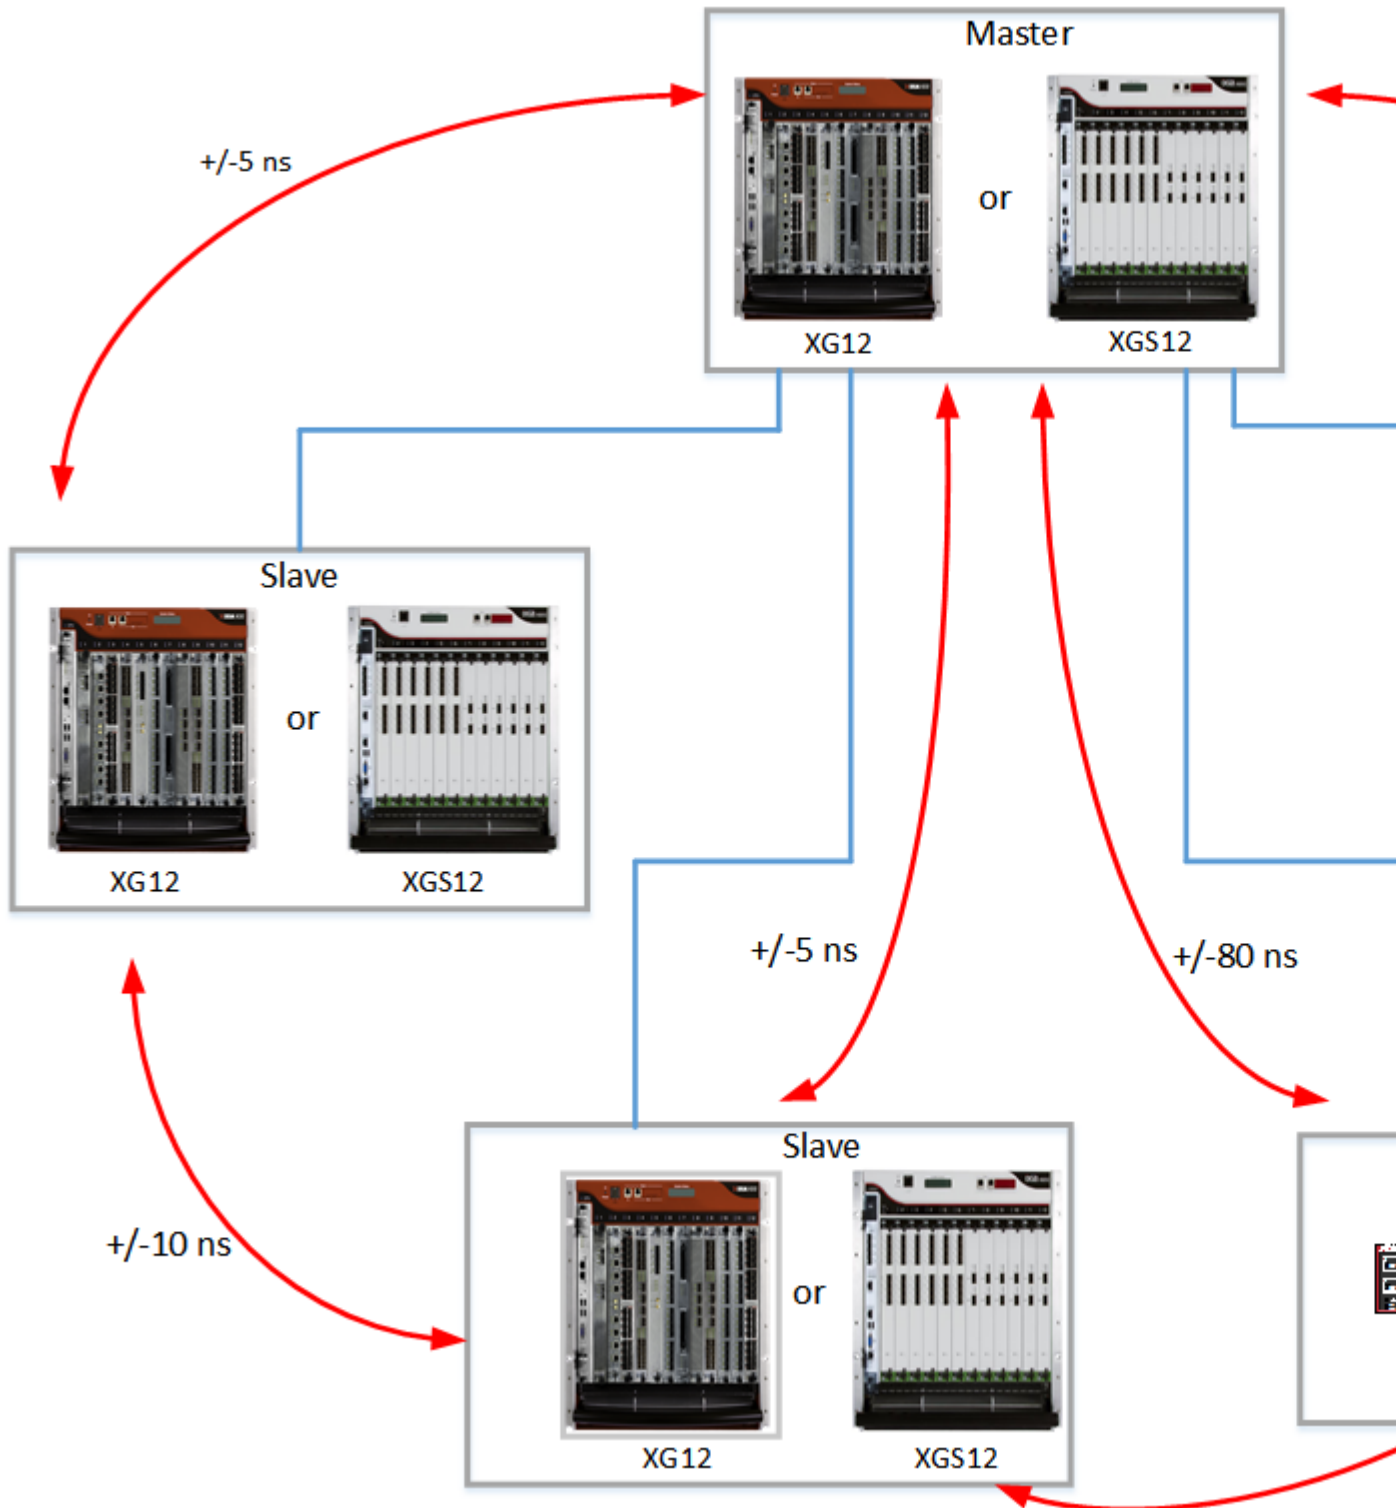 Master
+/-5 ns
or
XG12
XGS12
Slave
or
XG12
XGS12
+/-5 ns
+/-80 ns
Slave
+/-10 ns
or
XG12
XGS12